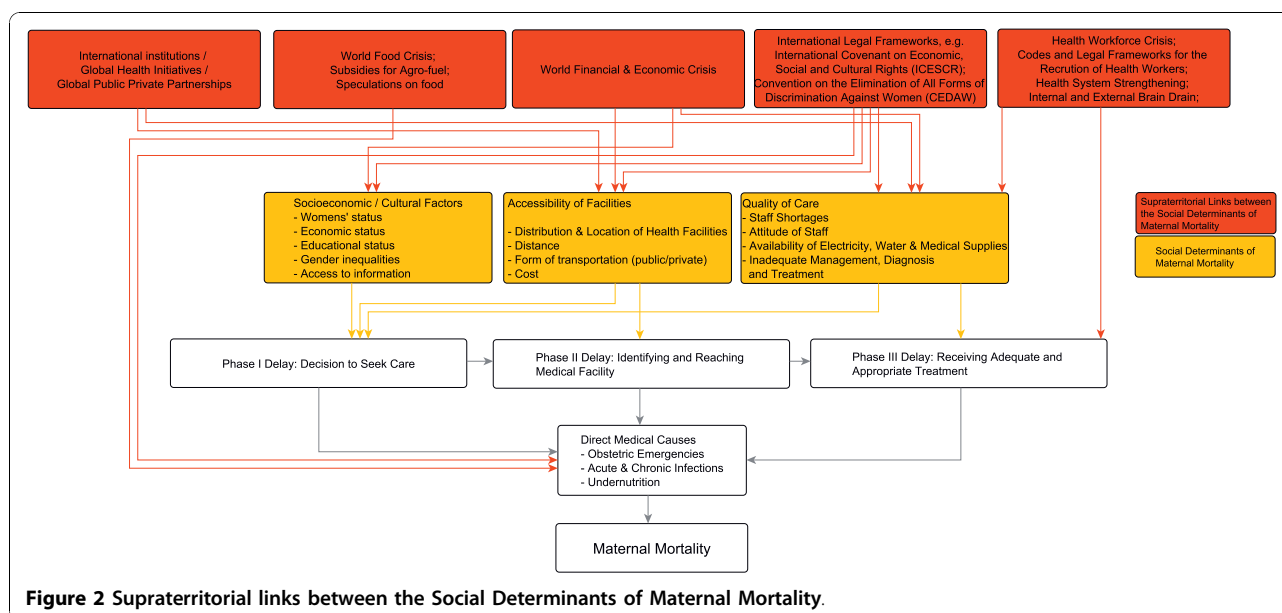 International institutions /
Global Health Initiatives /
Global Public Private Partnerships
World Food Crisis;
Subsidies for Agro-fuel;
Speculations on food
World Financial & Economic Crisis
International Legal Frameworks, e.g.
International Covenant on Economic,
Social and Cultural Rights (ICESCR);
Convention on the Elimination of All Forms of
Discrimination Against Women (CEDAW)
Health Workforce Crisis;
Codes and Legal Frameworks for the
Recrution of Health Workers;
Health System Strengthening;
Internal and External Brain Drain;
Socioeconomic / Cultural Factors
- Womens' status
- Economic status
- Educational status
- Gender inequalities
- Access to information
Accessibility of Facilities
- Distribution & Location of Health Facilities
- Distance
- Form of transportation (public/private)
- Cost
Quality of Care
- Staff Shortages
- Attitude of Staff
- Availability of Electricity, Water & Medical Supplies
- Inadequate Management, Diagnosis
and Treatment
Supraterritorial Links between
the Social Determinants of
Maternal Mortality
Social Determinants of
Maternal Mortality
Phase I Delay: Decision to Seek Care
Phase II Delay: Identifying and Reaching
Medical Facility
Phase III Delay: Receiving Adequate and
Appropriate Treatment
Direct Medical Causes
- Obstetric Emergencies
- Acute & Chronic Infections
- Undernutrition
Maternal Mortality
Figure 2 Supraterritorial links between the Social Determinants of Maternal Mortality.